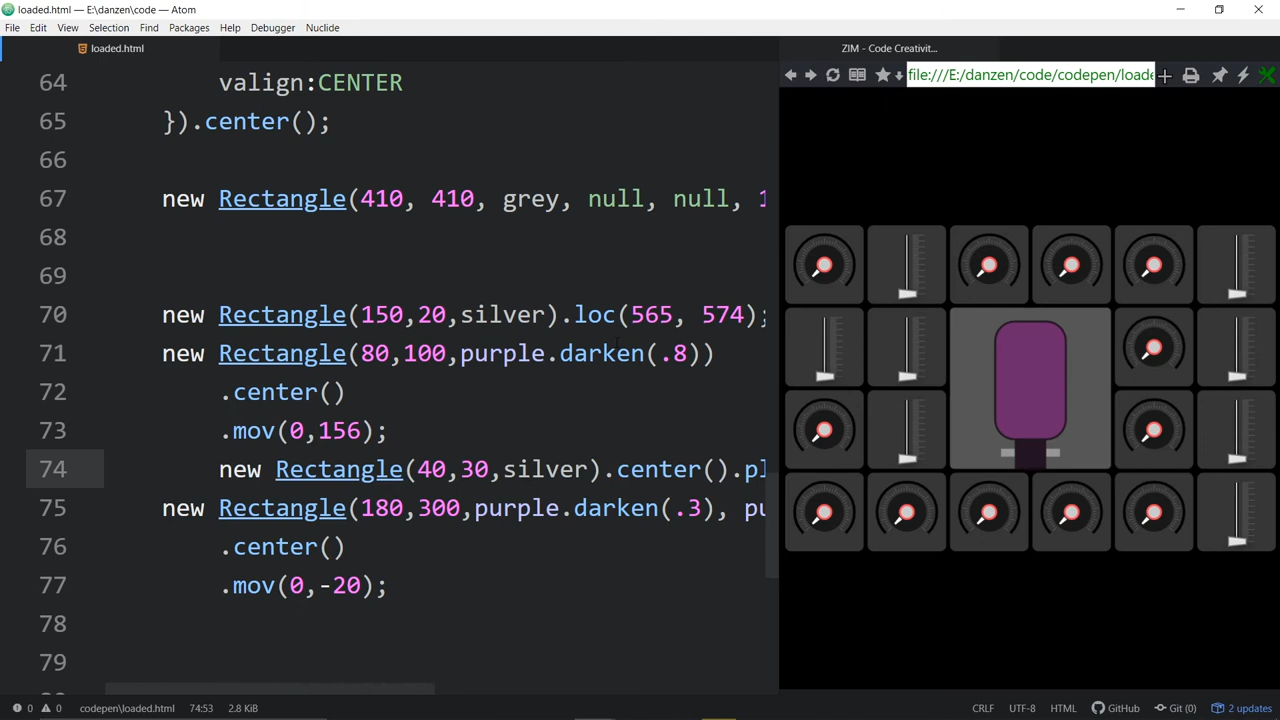 loaded.html — E:\danzen\code — Atom
File Edit View Selection Find Packages Help Debugger Nuclide
loaded.html
ZIM - Code Creativit...
file:///E:/danzen/code/codepen/loade
64 valign:CENTER
65 }).center();
66
67 new Rectangle(410, 410, grey, null, null, 1
68
69
70 new Rectangle(150,20,silver).loc(565, 574);
71 new Rectangle(80,100,purple.darken(.8))
72 .center()
73 .mov(0,156);
74 new Rectangle(40,30,silver).center().pl
75 new Rectangle(180,300,purple.darken(.3), pu
76 .center()
77 .mov(0,-20);
78
79
0 0 codepen\loaded.html 74:53 2.8 KiB CRLF UTF-8 HTML GitHub Git (0) 2 updates